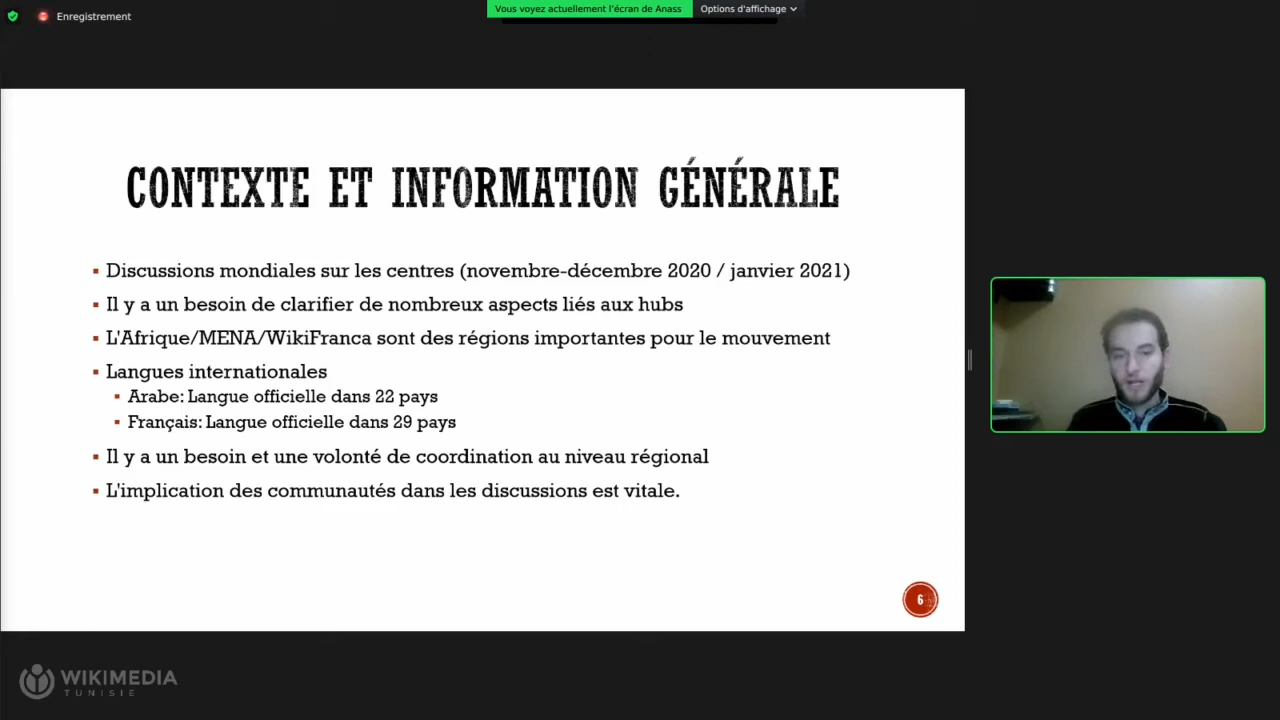 Enregistrement
Vous voyez actuellement l'écran de Anass
Options d'affichage
CONTEXTE ET INFORMATION GÉNÉRALE
▪ Discussions mondiales sur les centres (novembre-décembre 2020 / janvier 2021)
▪ Il y a un besoin de clarifier de nombreux aspects liés aux hubs
▪ L'Afrique/MENA/WikiFranca sont des régions importantes pour le mouvement
▪ Langues internationales
▪ Arabe: Langue officielle dans 22 pays
▪ Français: Langue officielle dans 29 pays
▪ Il y a un besoin et une volonté de coordination au niveau régional
▪ L'implication des communautés dans les discussions est vitale.
6
WIKIMEDIA
TUNISIE